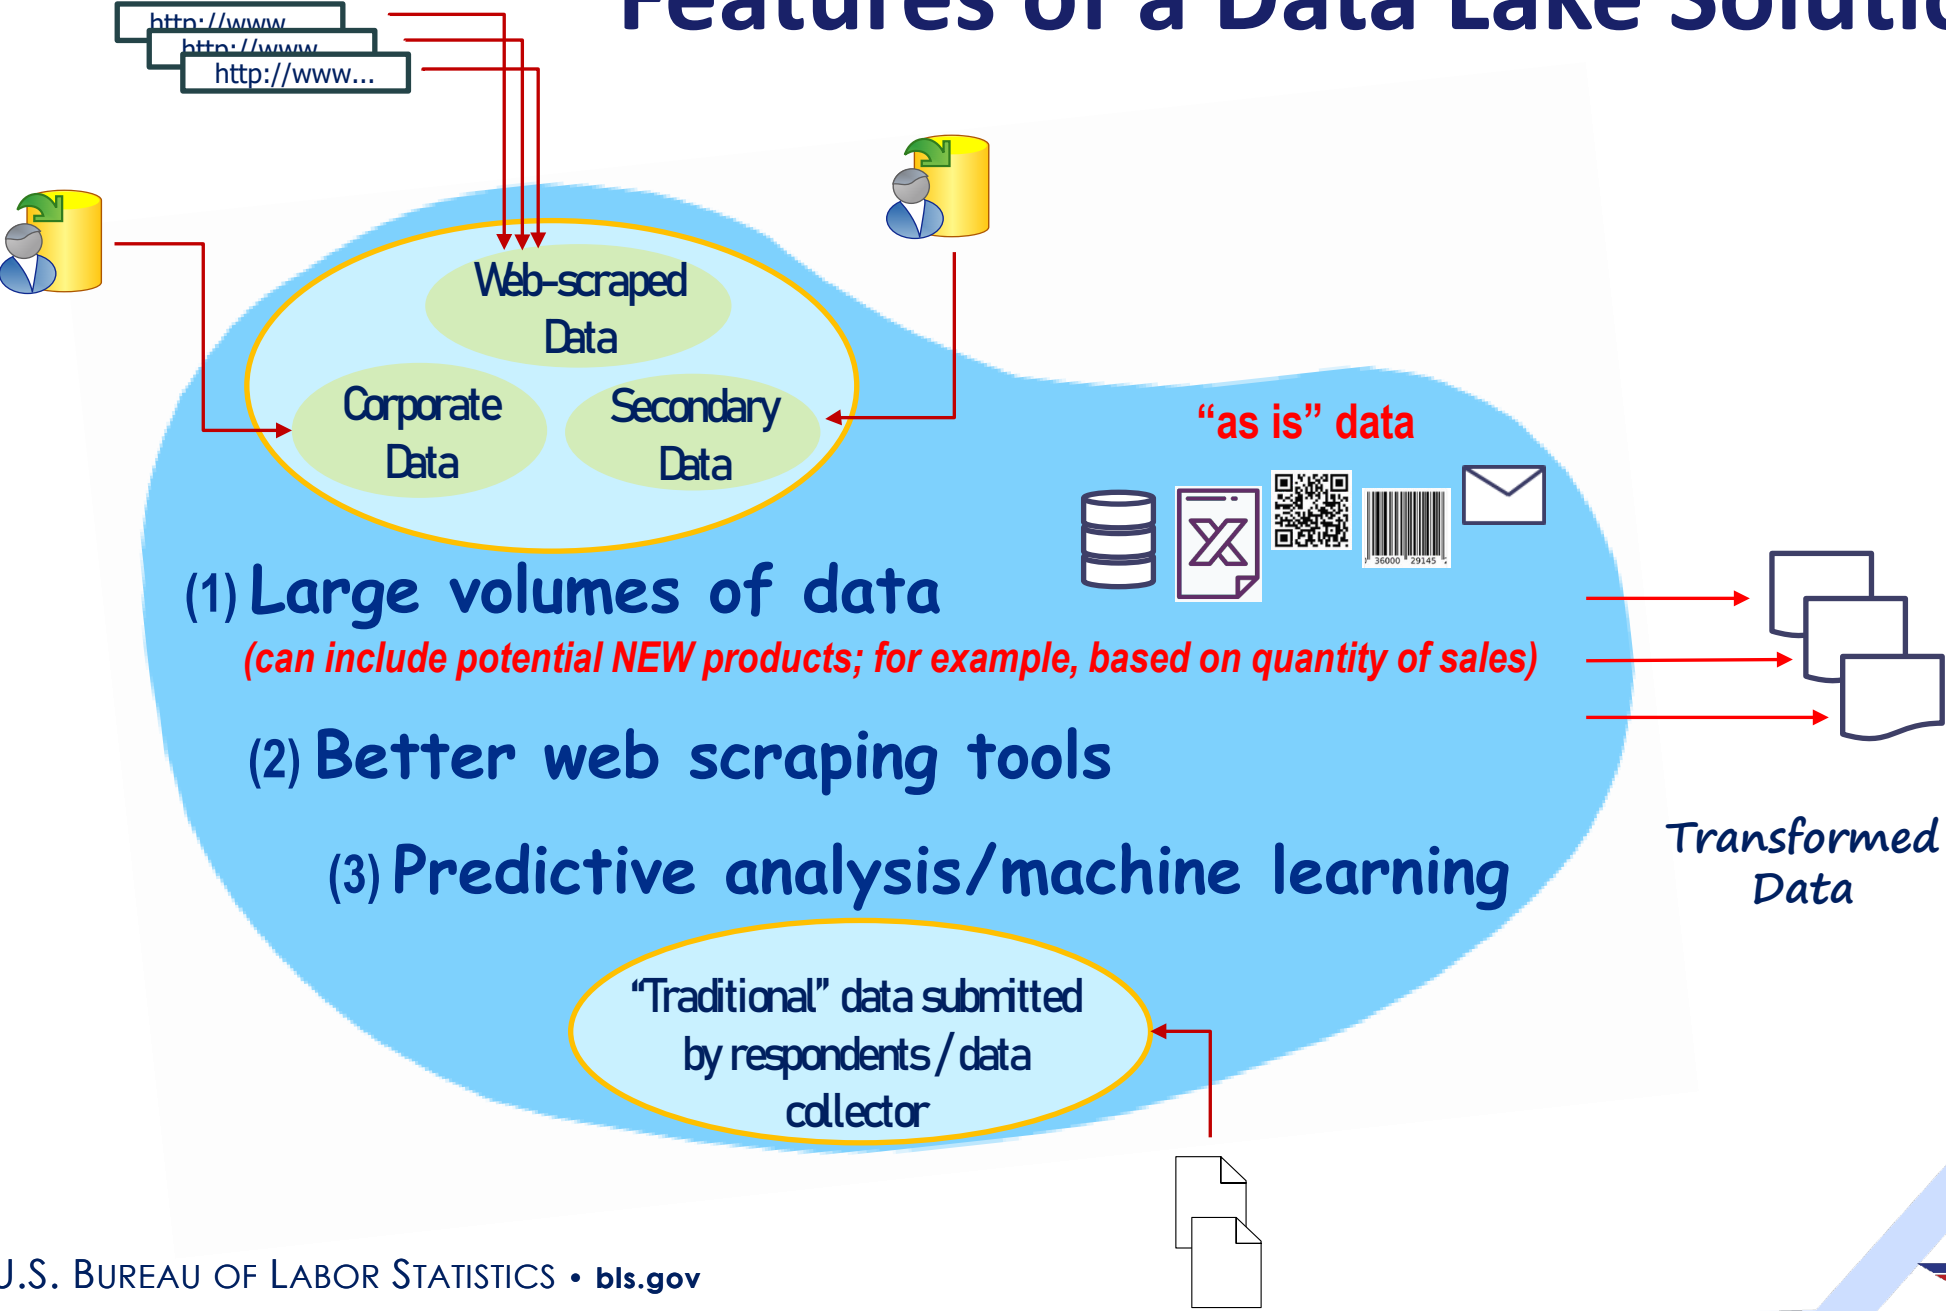 Features of a Data Lake
http://www
http://www
http://www...
Web-scraped
Data
Corporate
Data
Secondary
Data
“as is” data
36000 29145
(1) Large volumes of data
(can include potential NEW products; for example, based on quantity of sales)
(2) Better web scraping tools
(3) Predictive analysis/machine learning
Transformed
Data
“Traditional” data submitted
by respondents / data
collector
U.S. BUREAU OF LABOR STATISTICS • bls.gov